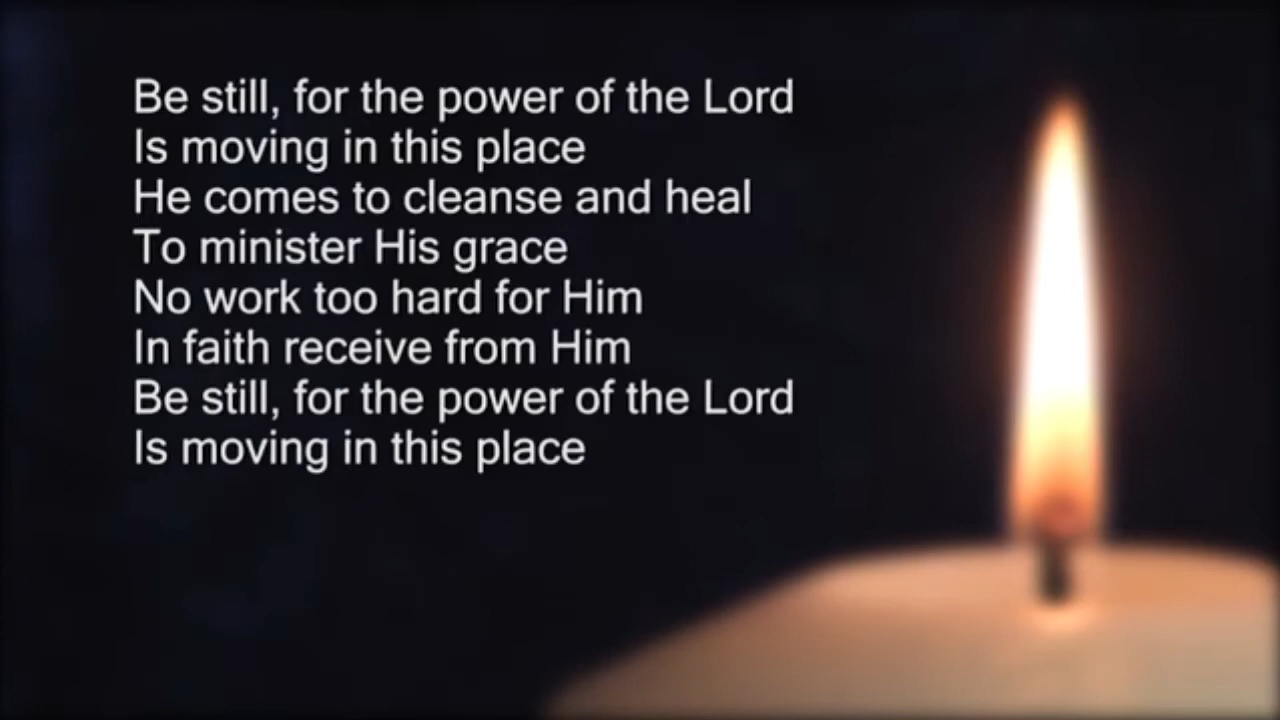 Be still, for the power of the Lord
Is moving in this place
He comes to cleanse and heal
To minister His grace
No work too hard for Him
In faith receive from Him
Be still, for the power of the Lord
Is moving in this place